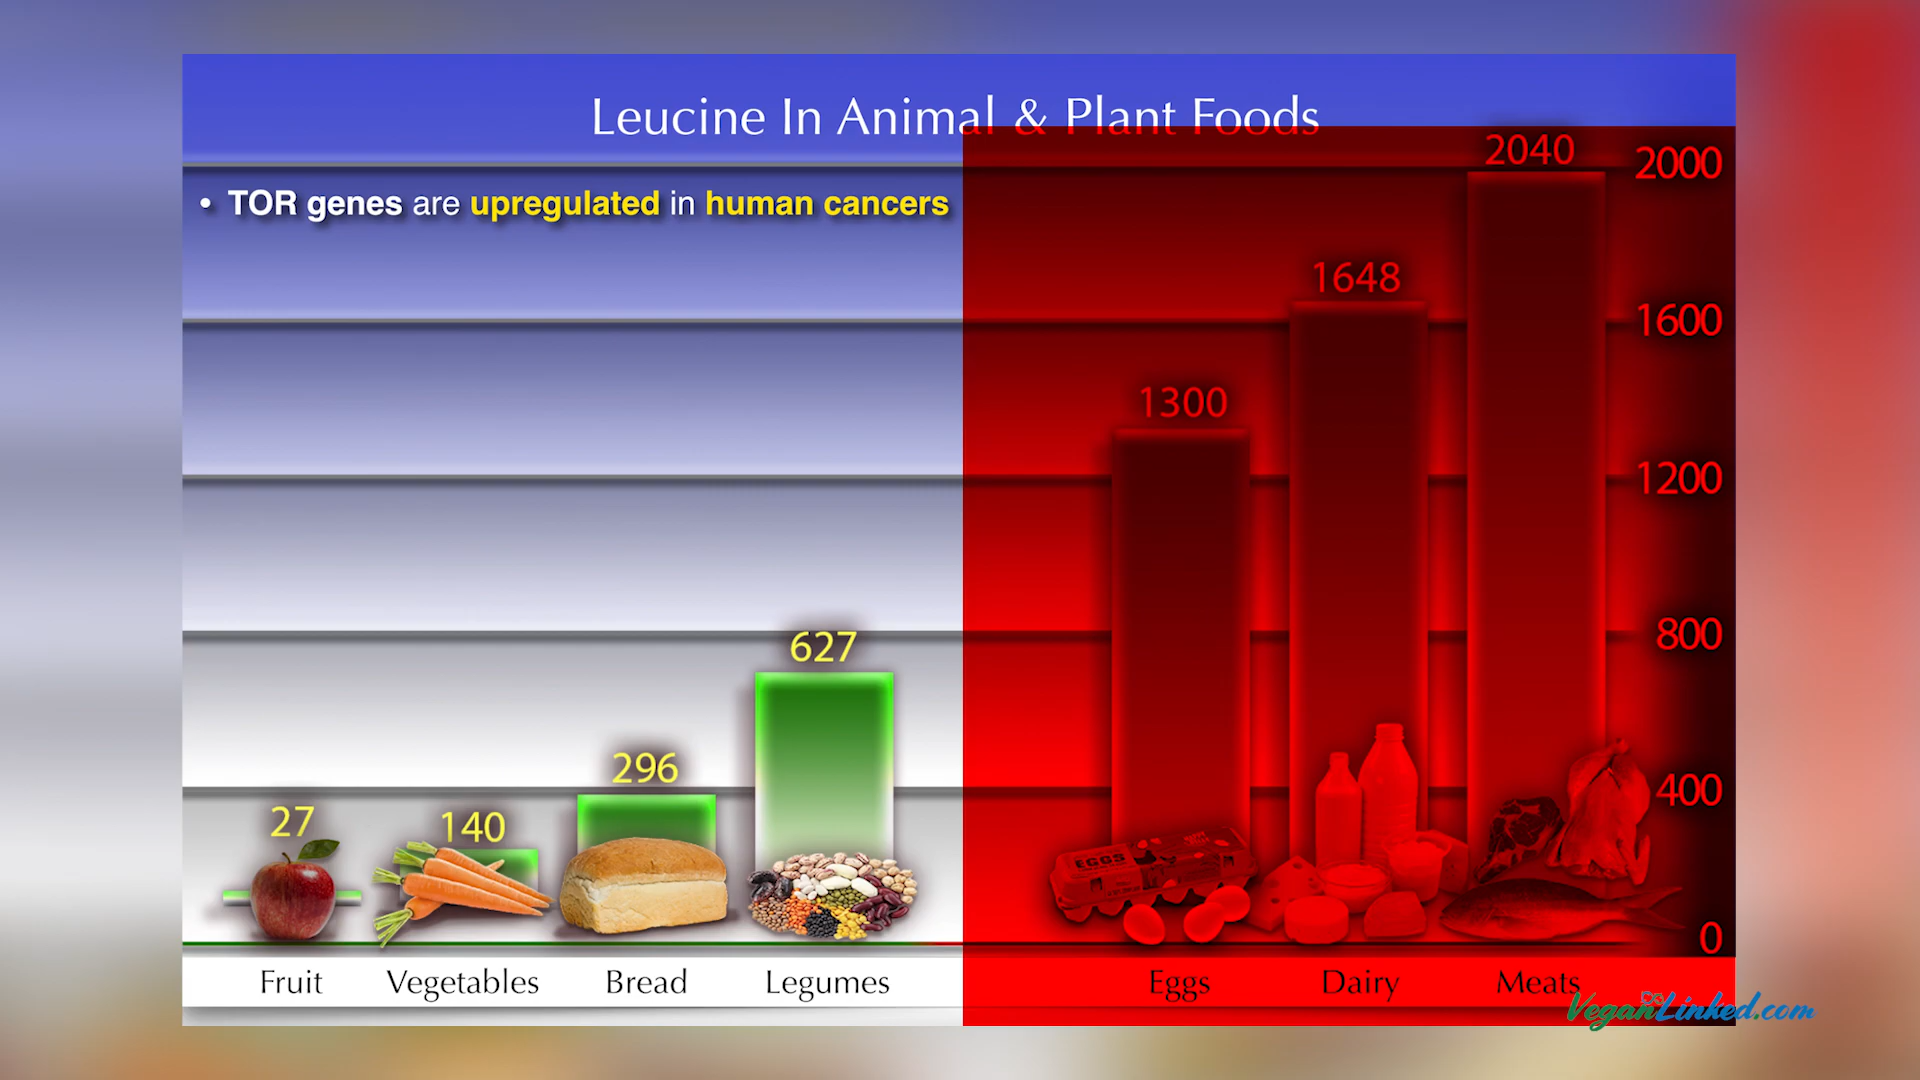 Leucine In Animal & Plant Foods
• TOR genes are upregulated in human cancers
2040
2000
1648
1600
1300
1200
627
800
296
400
27
140
EGGS
0
Fruit
Vegetables
Bread
Legumes
Eggs
Dairy
Meats
VeganLinked.com